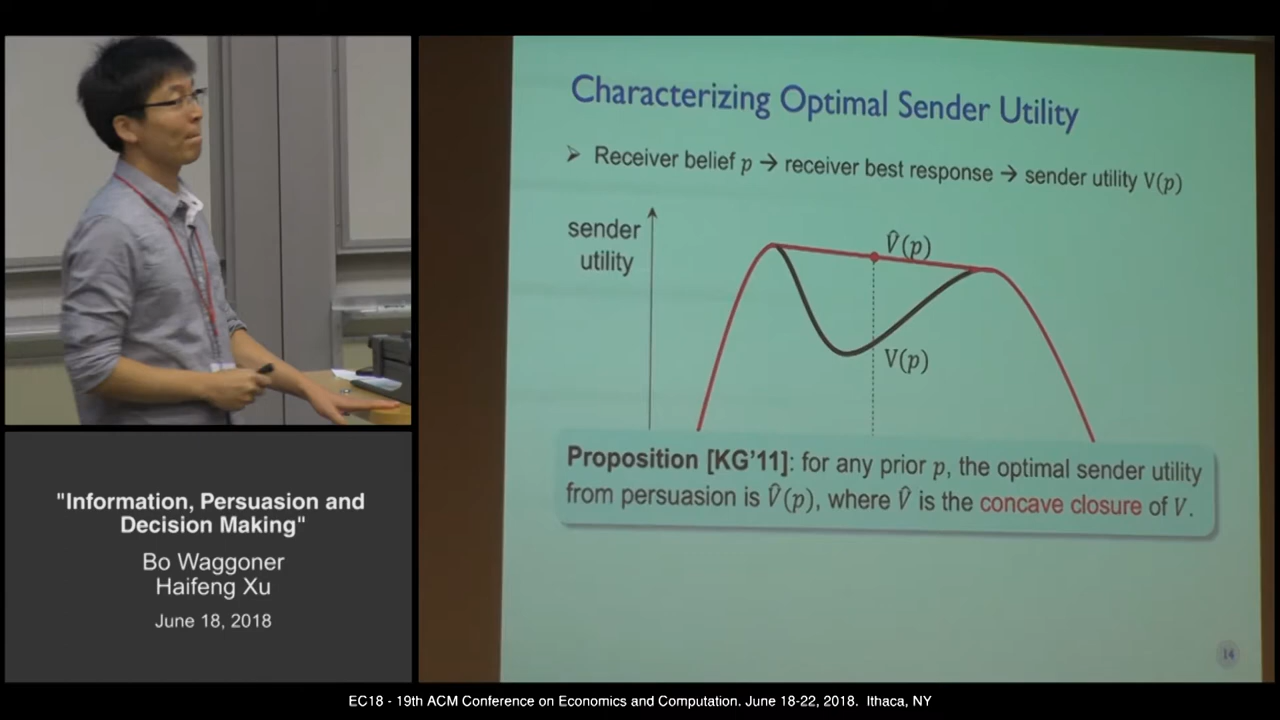 Characterizing Optimal Sender Utility
➢ Receiver belief p → receiver best response → sender utility V(p)
sender
utility
V̂(p)
V(p)
Proposition [KG'11]: for any prior p, the optimal sender utility
from persuasion is V̂(p), where V̂ is the concave closure of V.
14
"Information, Persuasion and
Decision Making"
Bo Waggoner
Haifeng Xu
June 18, 2018
EC18 - 19th ACM Conference on Economics and Computation. June 18-22, 2018. Ithaca, NY